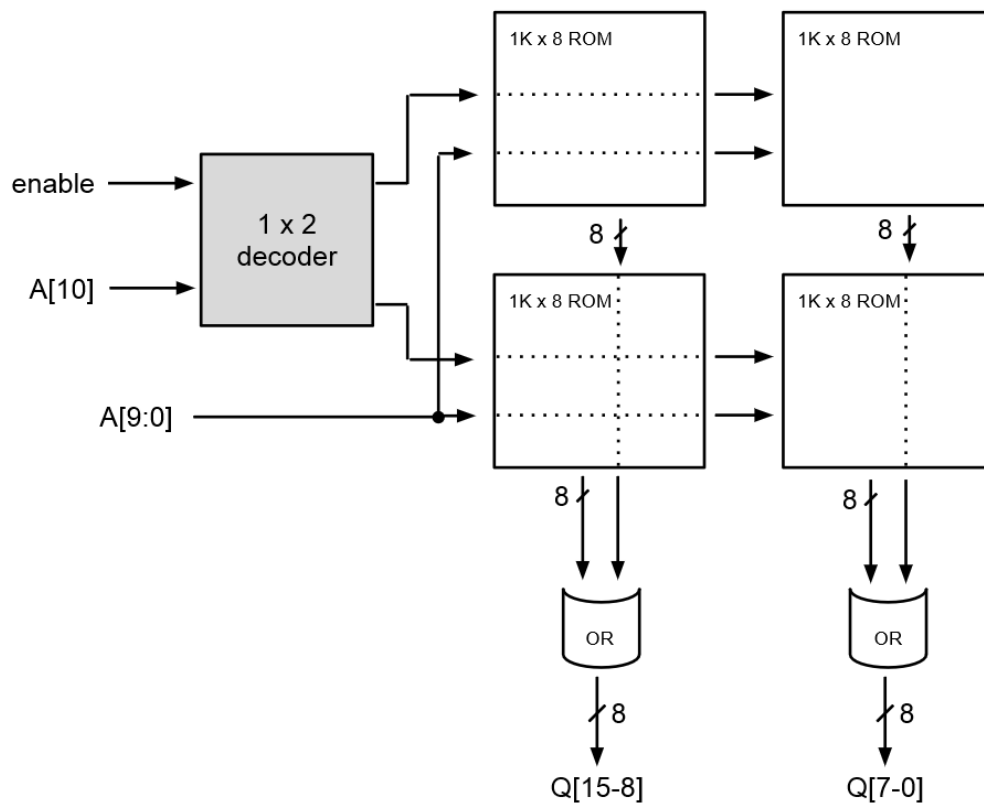 1K x 8 ROM
1K x 8 ROM
enable
1 x 2
decoder
8
8
A[10]
1K x 8 ROM
1K x 8 ROM
A[9:0]
8
8
OR
OR
8
8
Q[15-8]
Q[7-0]